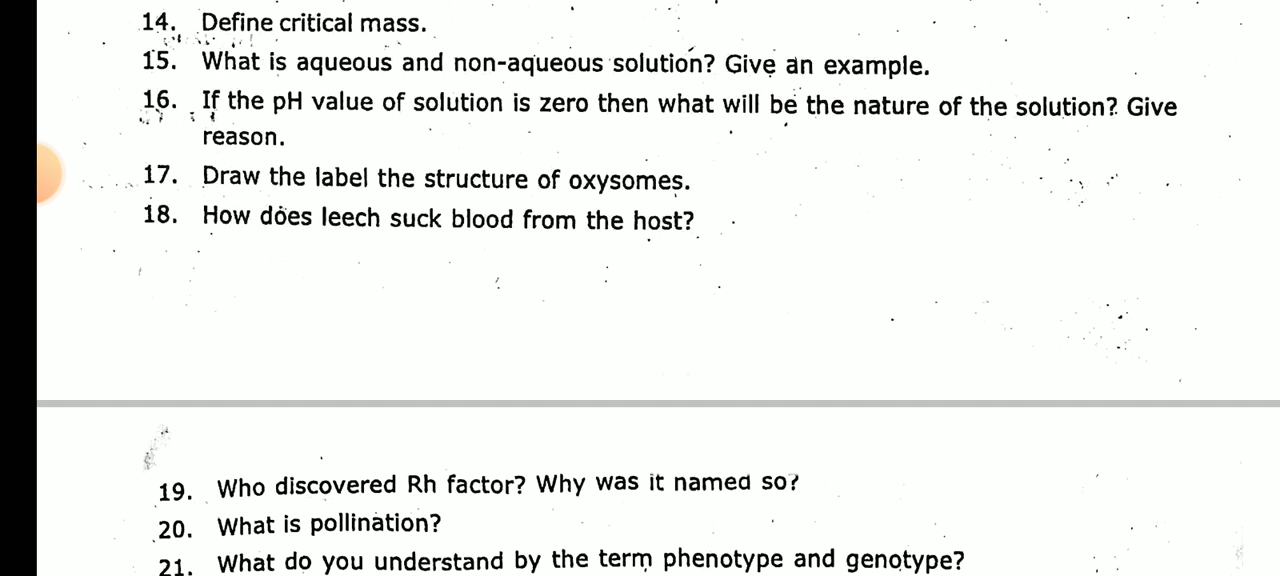 14. Define critical mass.
15. What is aqueous and non-aqueous solution? Give an example.
16. If the pH value of solution is zero then what will be the nature of the solution? Give
reason.
17. Draw the label the structure of oxysomes.
18. How does leech suck blood from the host?
19. Who discovered Rh factor? Why was it named so?
20. What is pollination?
21. What do you understand by the term phenotype and genotype?